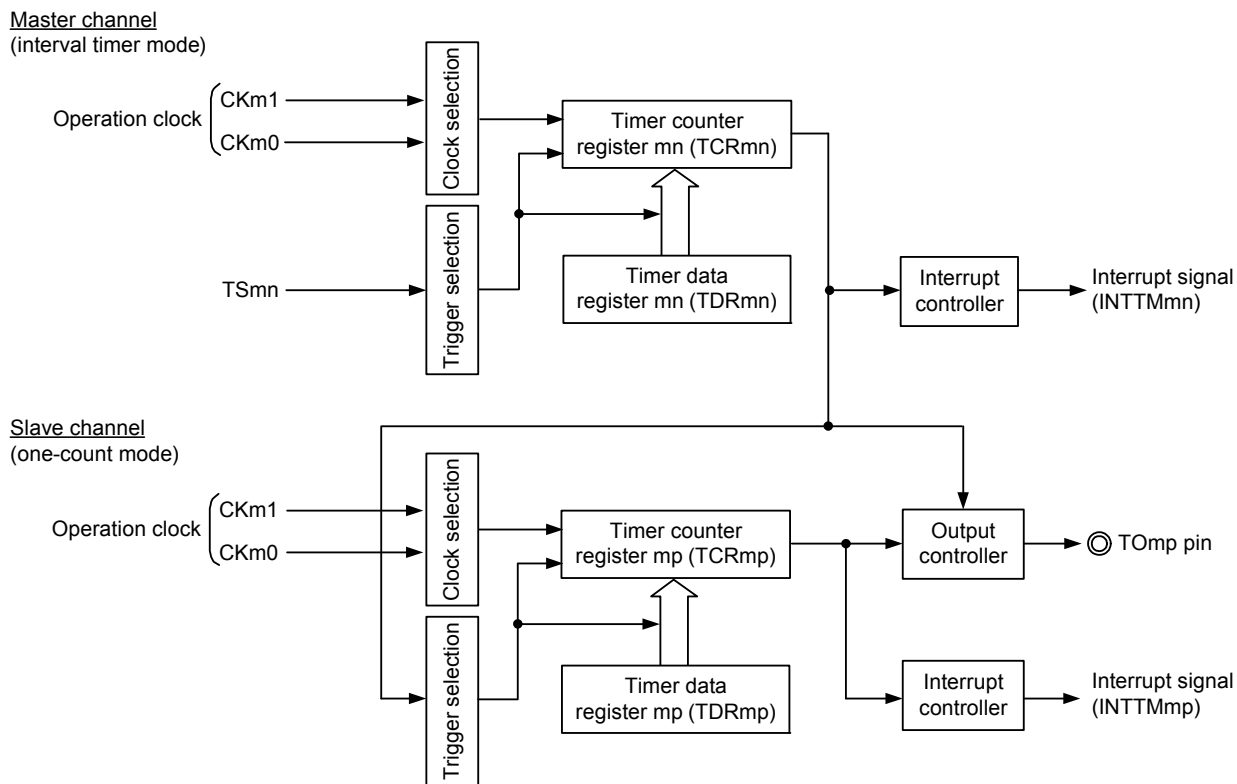 Master channel
(interval timer mode)
Clock selection
Operation clock
CKm1
CKm0
Timer counter
register mn (TCRmn)
Trigger selection
TSmn
Timer data
register mn (TDRmn)
Interrupt
controller
Interrupt signal
(INTTMmn)
Slave channel
(one-count mode)
Clock selection
Operation clock
CKm1
CKm0
Timer counter
register mp (TCRmp)
Output
controller
TOmp pin
Trigger selection
Timer data
register mp (TDRmp)
Interrupt
controller
Interrupt signal
(INTTMmp)